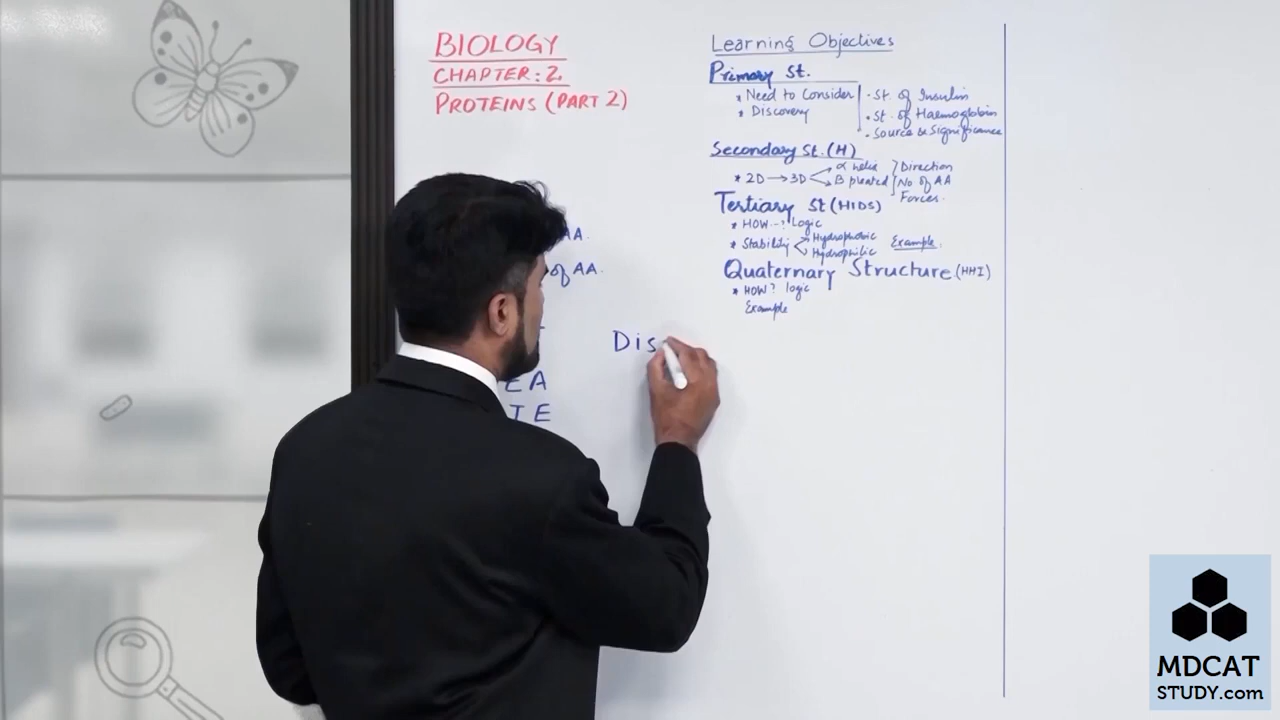 BIOLOGY
CHAPTER: 2.
PROTEINS (PART 2)
AA.
of AA.
EA
TE
Dis
Learning Objectives
Primary St.
* Need to Consider
* Discovery
• St. of Insulin
• St. of Haemoglobin
• Source & Significance
Secondary St. (H)
* 2D → 3D
α helix
B pleated
Direction
No of AA
Forces.
Tertiary St (HIDS)
* HOW--? Logic
* Stability
Hydrophobic
Hydrophilic
Example.
Quaternary Structure (HHI)
* HOW? logic
Example
MDCAT
STUDY.com